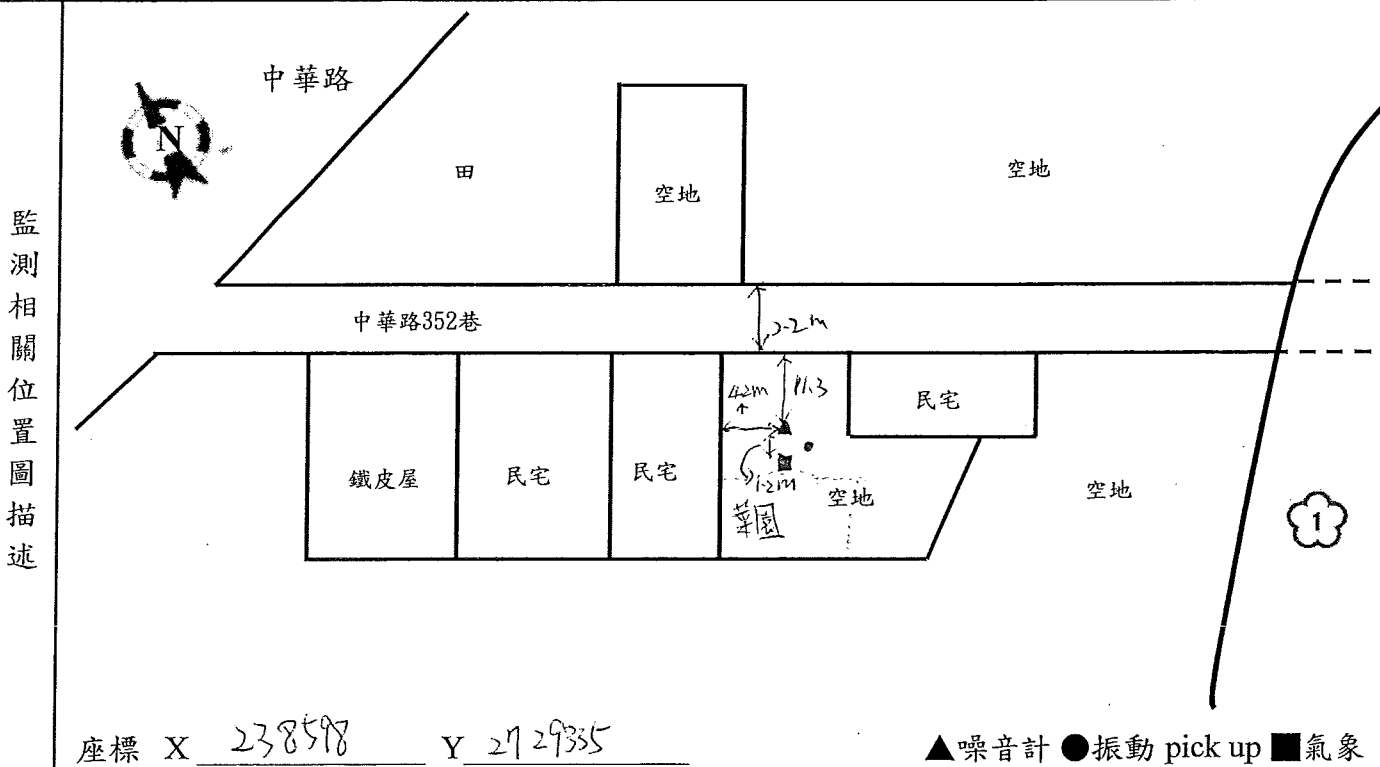 監測相關位置圖描述
中華路
N
田
空地
空地
中華路352巷
4.2m
11.3
民宅
鐵皮屋
民宅
民宅
1.2m
空地
菜園
空地
1
座標 X 238598 Y 2729335
▲噪音計 ●振動 pick up ■氣象